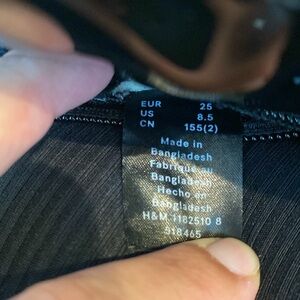 EUR 25
US 8.5
CN 155(2)
Made in
Bangladesh
Fabriqué au
Bangladesh
Hecho en
Bangladesh
H&M 1182510 8
518465